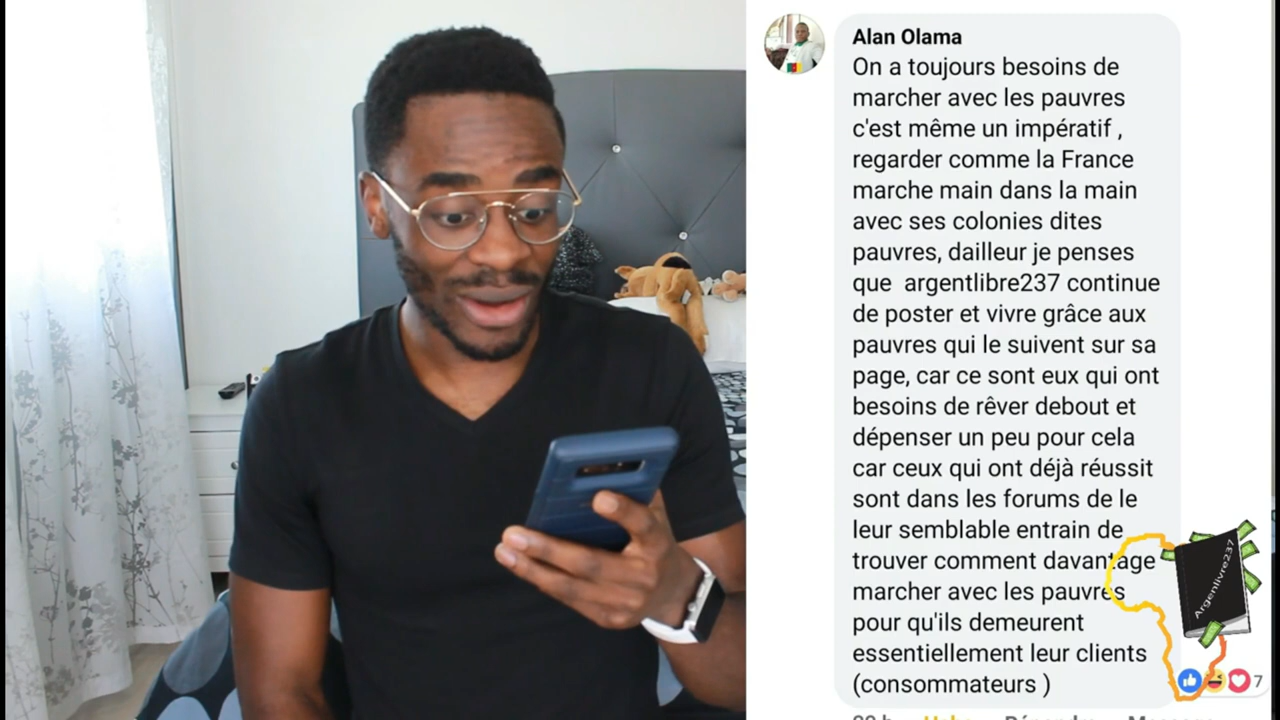 Alan Olama
On a toujours besoins de
marcher avec les pauvres
c'est même un impératif ,
regarder comme la France
marche main dans la main
avec ses colonies dites
pauvres, dailleur je penses
que  argentlibre237 continue
de poster et vivre grâce aux
pauvres qui le suivent sur sa
page, car ce sont eux qui ont
besoins de rêver debout et
dépenser un peu pour cela
car ceux qui ont déjà réussit
sont dans les forums de le
leur semblable entrain de
trouver comment davantage
marcher avec les pauvres
pour qu'ils demeurent
essentiellement leur clients
(consommateurs )
Argenlivre237
7